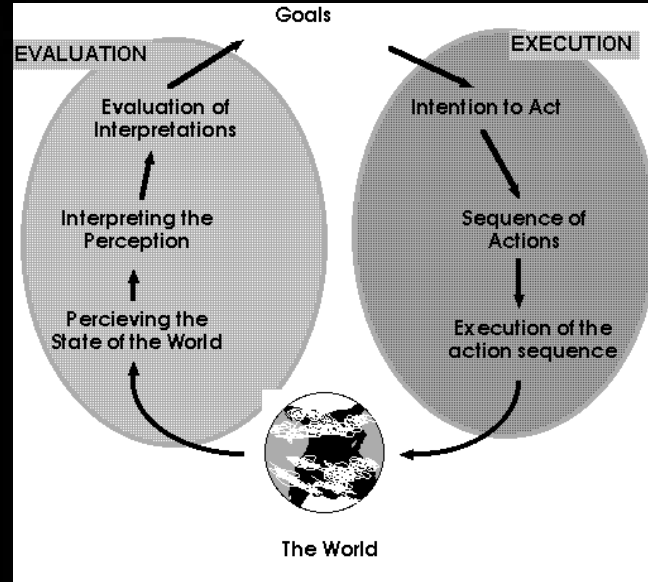 Goals
EVALUATION
EXECUTION
Evaluation of
Interpretations
Intention to Act
Interpreting the
Perception
Sequence of
Actions
Percieving the
State of the World
Execution of the
action sequence
The World